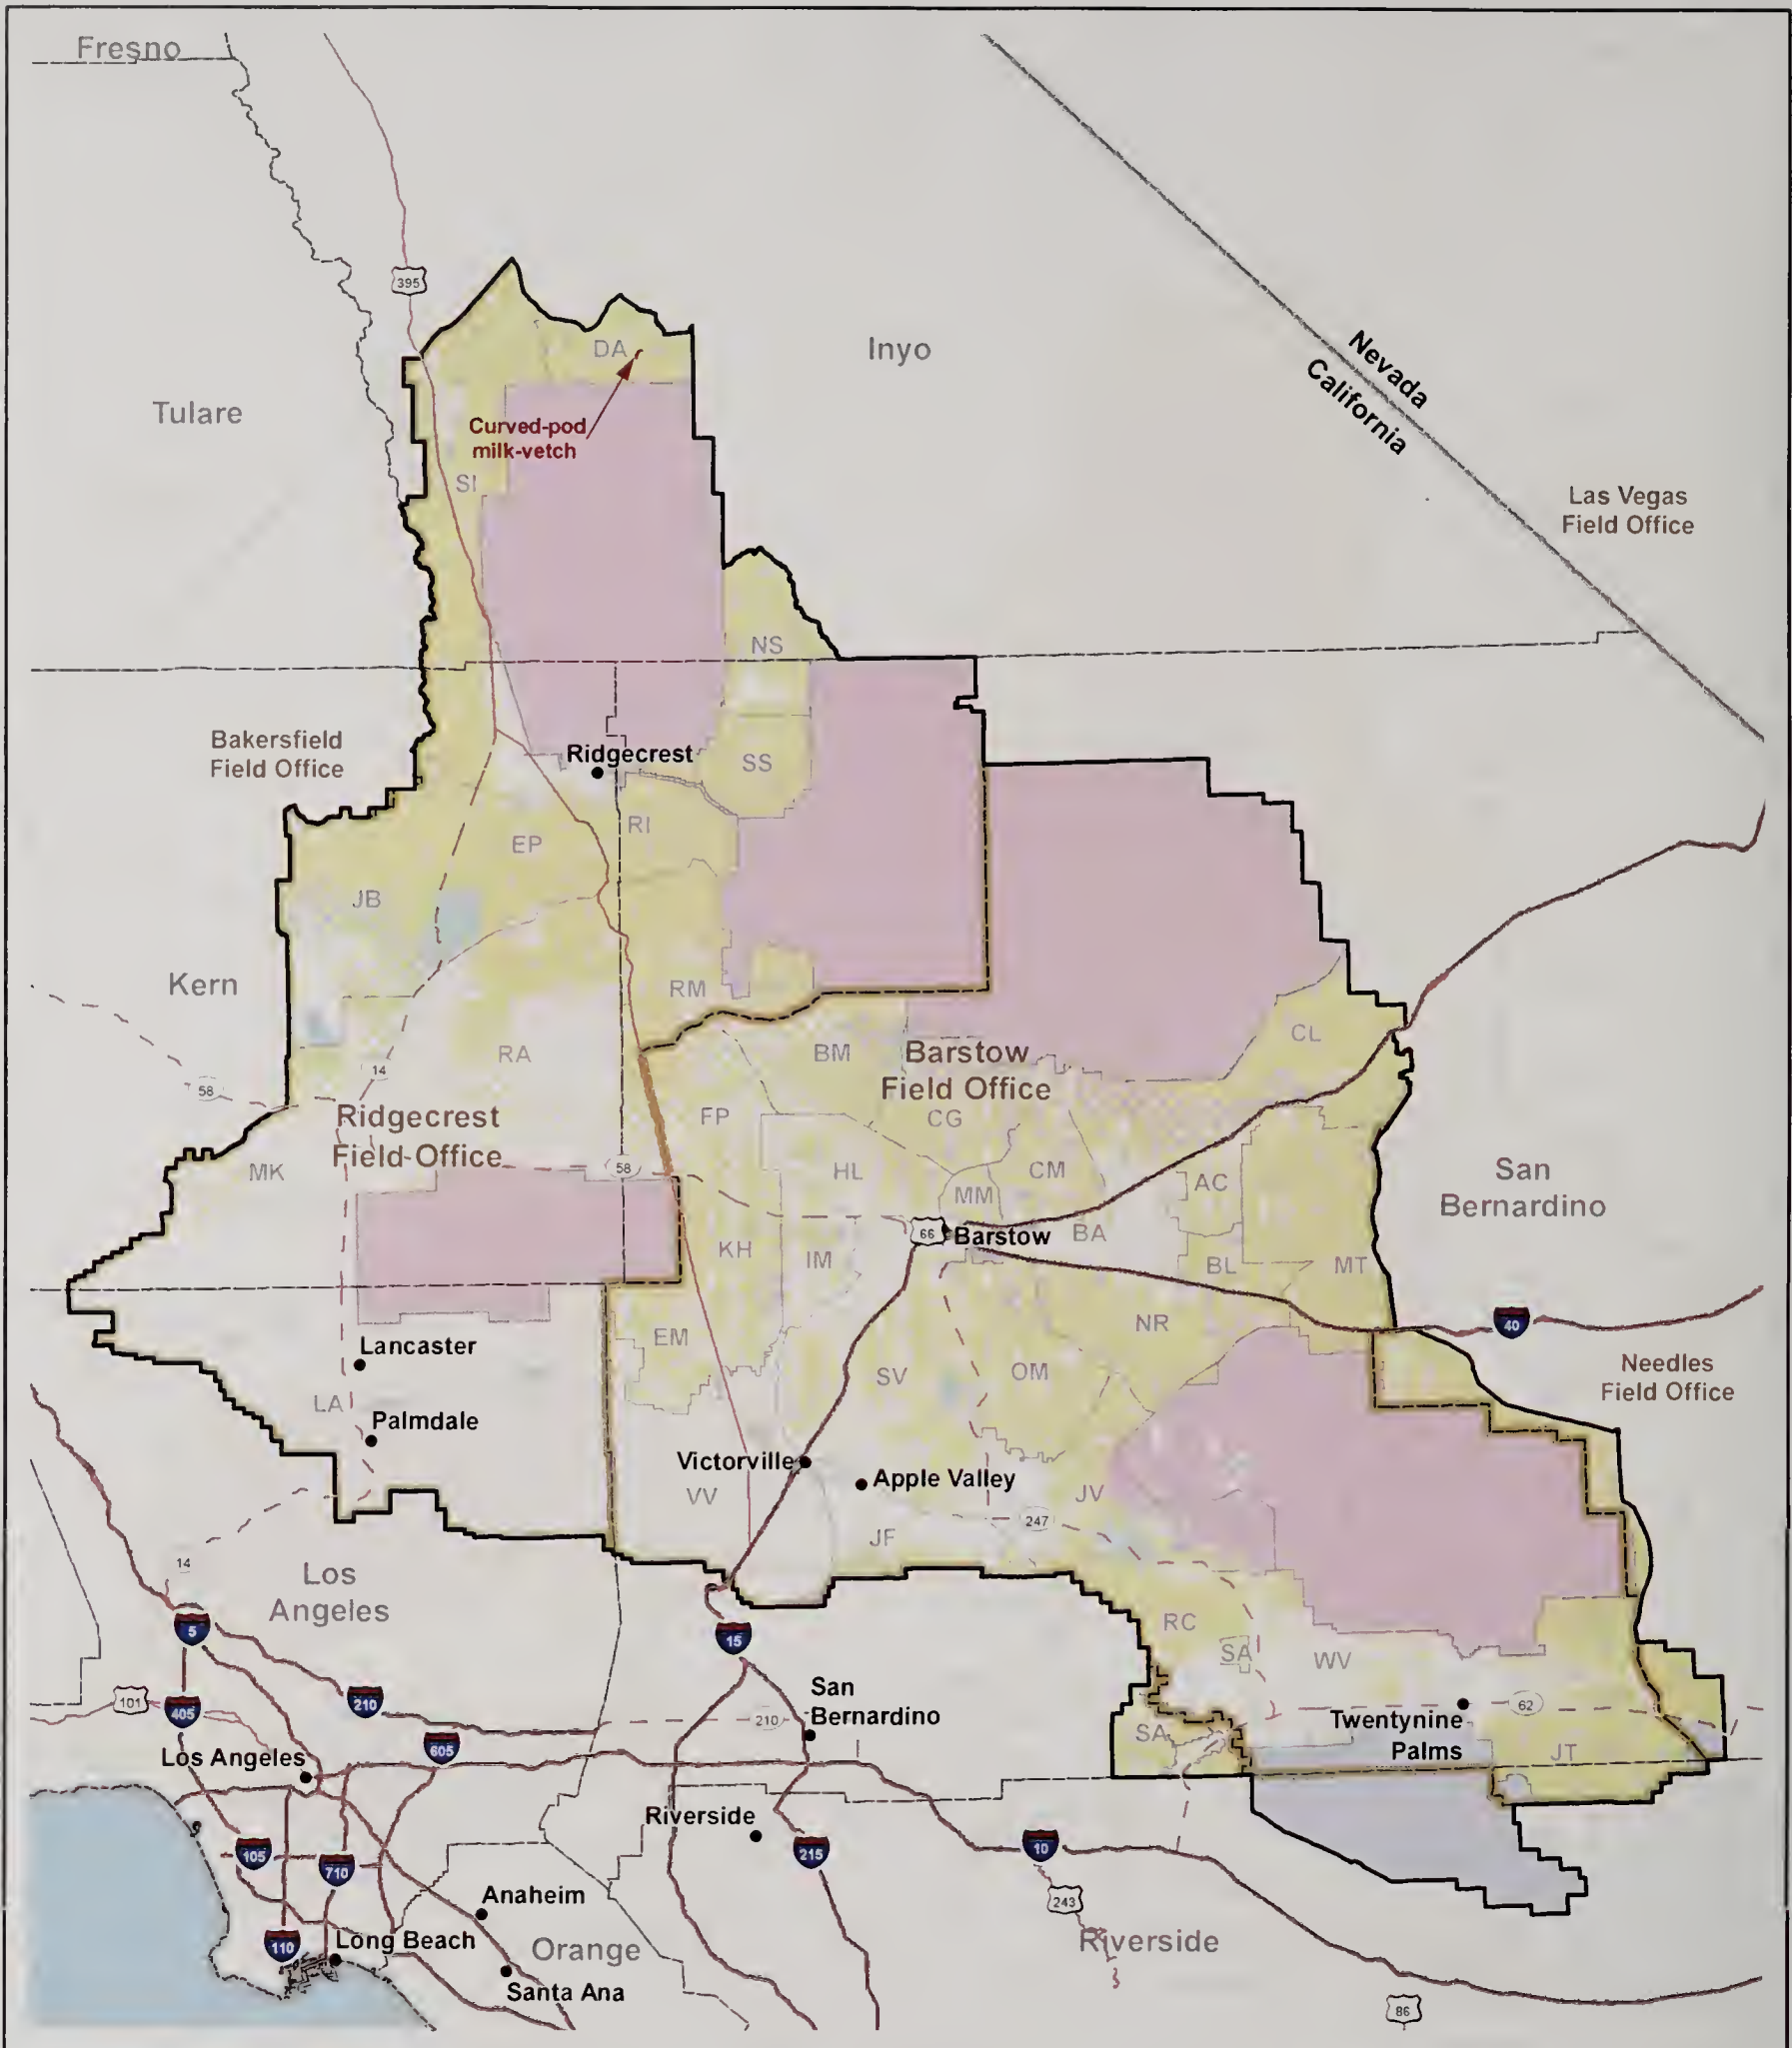 Fresno
395
DA
Inyo
Nevada
California
Tulare
Curved-pod
milk-vetch
SI
Las Vegas
Field Office
NS
Bakersfield
Field Office
Ridgecrest
SS
RI
EP
JB
Kern
RM
CL
BM
Barstow
Field Office
RA
14
58
FP
CG
Ridgecrest
Field Office
58
MK
HL
CM
AC
San
Bernardino
MM
66
Barstow
BA
KH
IM
BL
MT
EM
NR
40
Lancaster
SV
OM
Needles
Field Office
LA
Palmdale
Victorville
Apple Valley
VV
JV
247
JF
14
Los
Angeles
5
15
RC
SA
WV
101
405
210
San
Bernardino
210
62
Twentynine
Palms
SA
JT
605
Los Angeles
Riverside
105
710
215
10
Anaheim
243
110
Long Beach
Orange
Riverside
Santa Ana
86